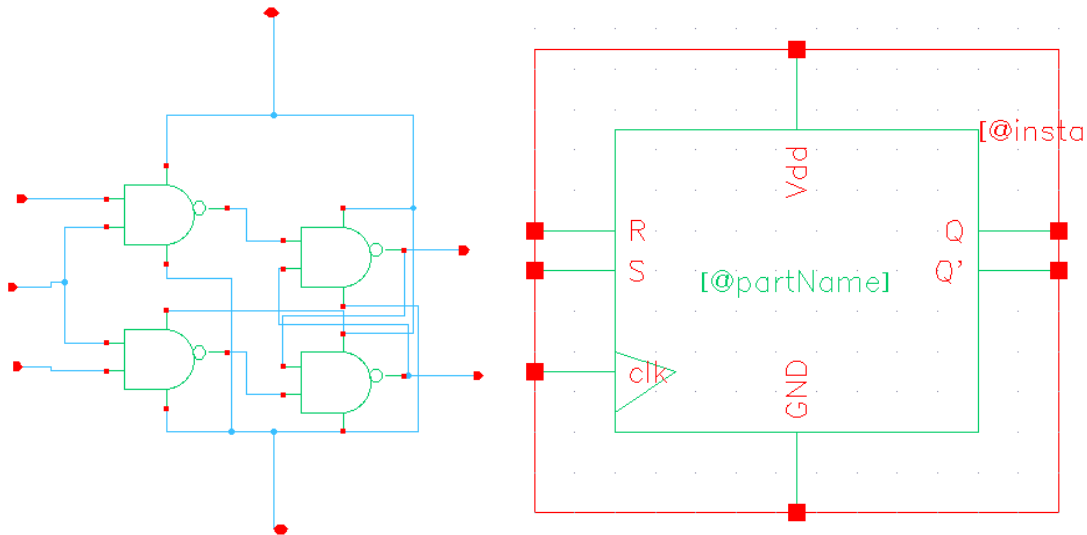 [@insta
Vdd
R
Q
S
Q'
[@partName]
clk
GND